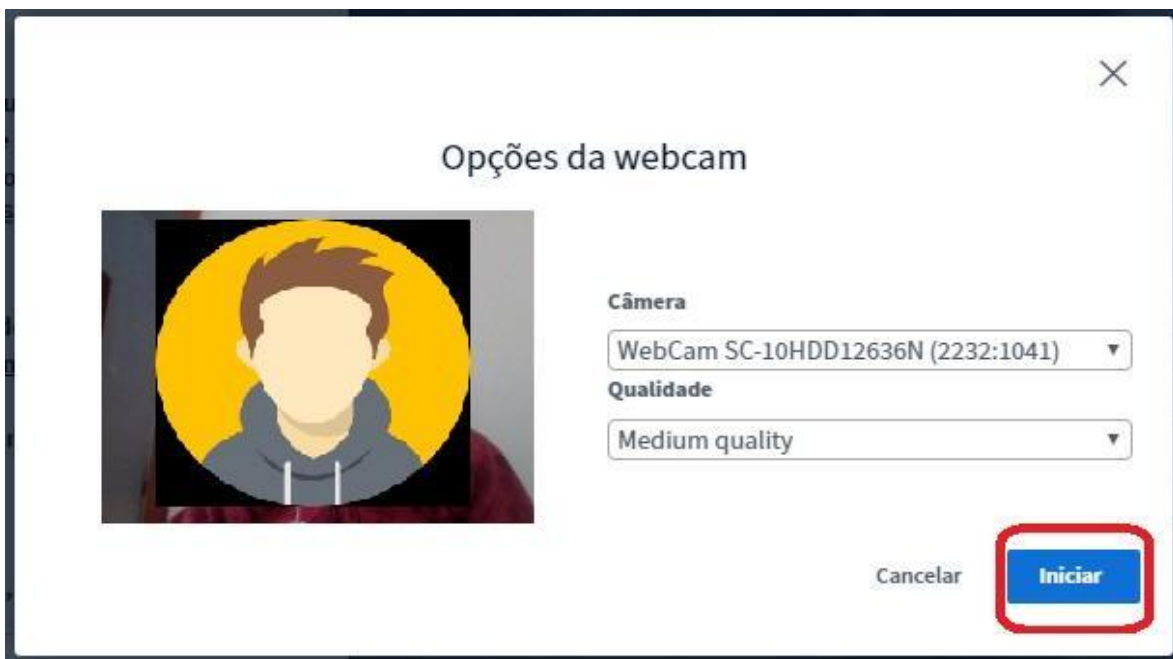 Opções da webcam
Câmera
WebCam SC-10HDD12636N (2232:1041)
Qualidade
Medium quality
Cancelar
Iniciar